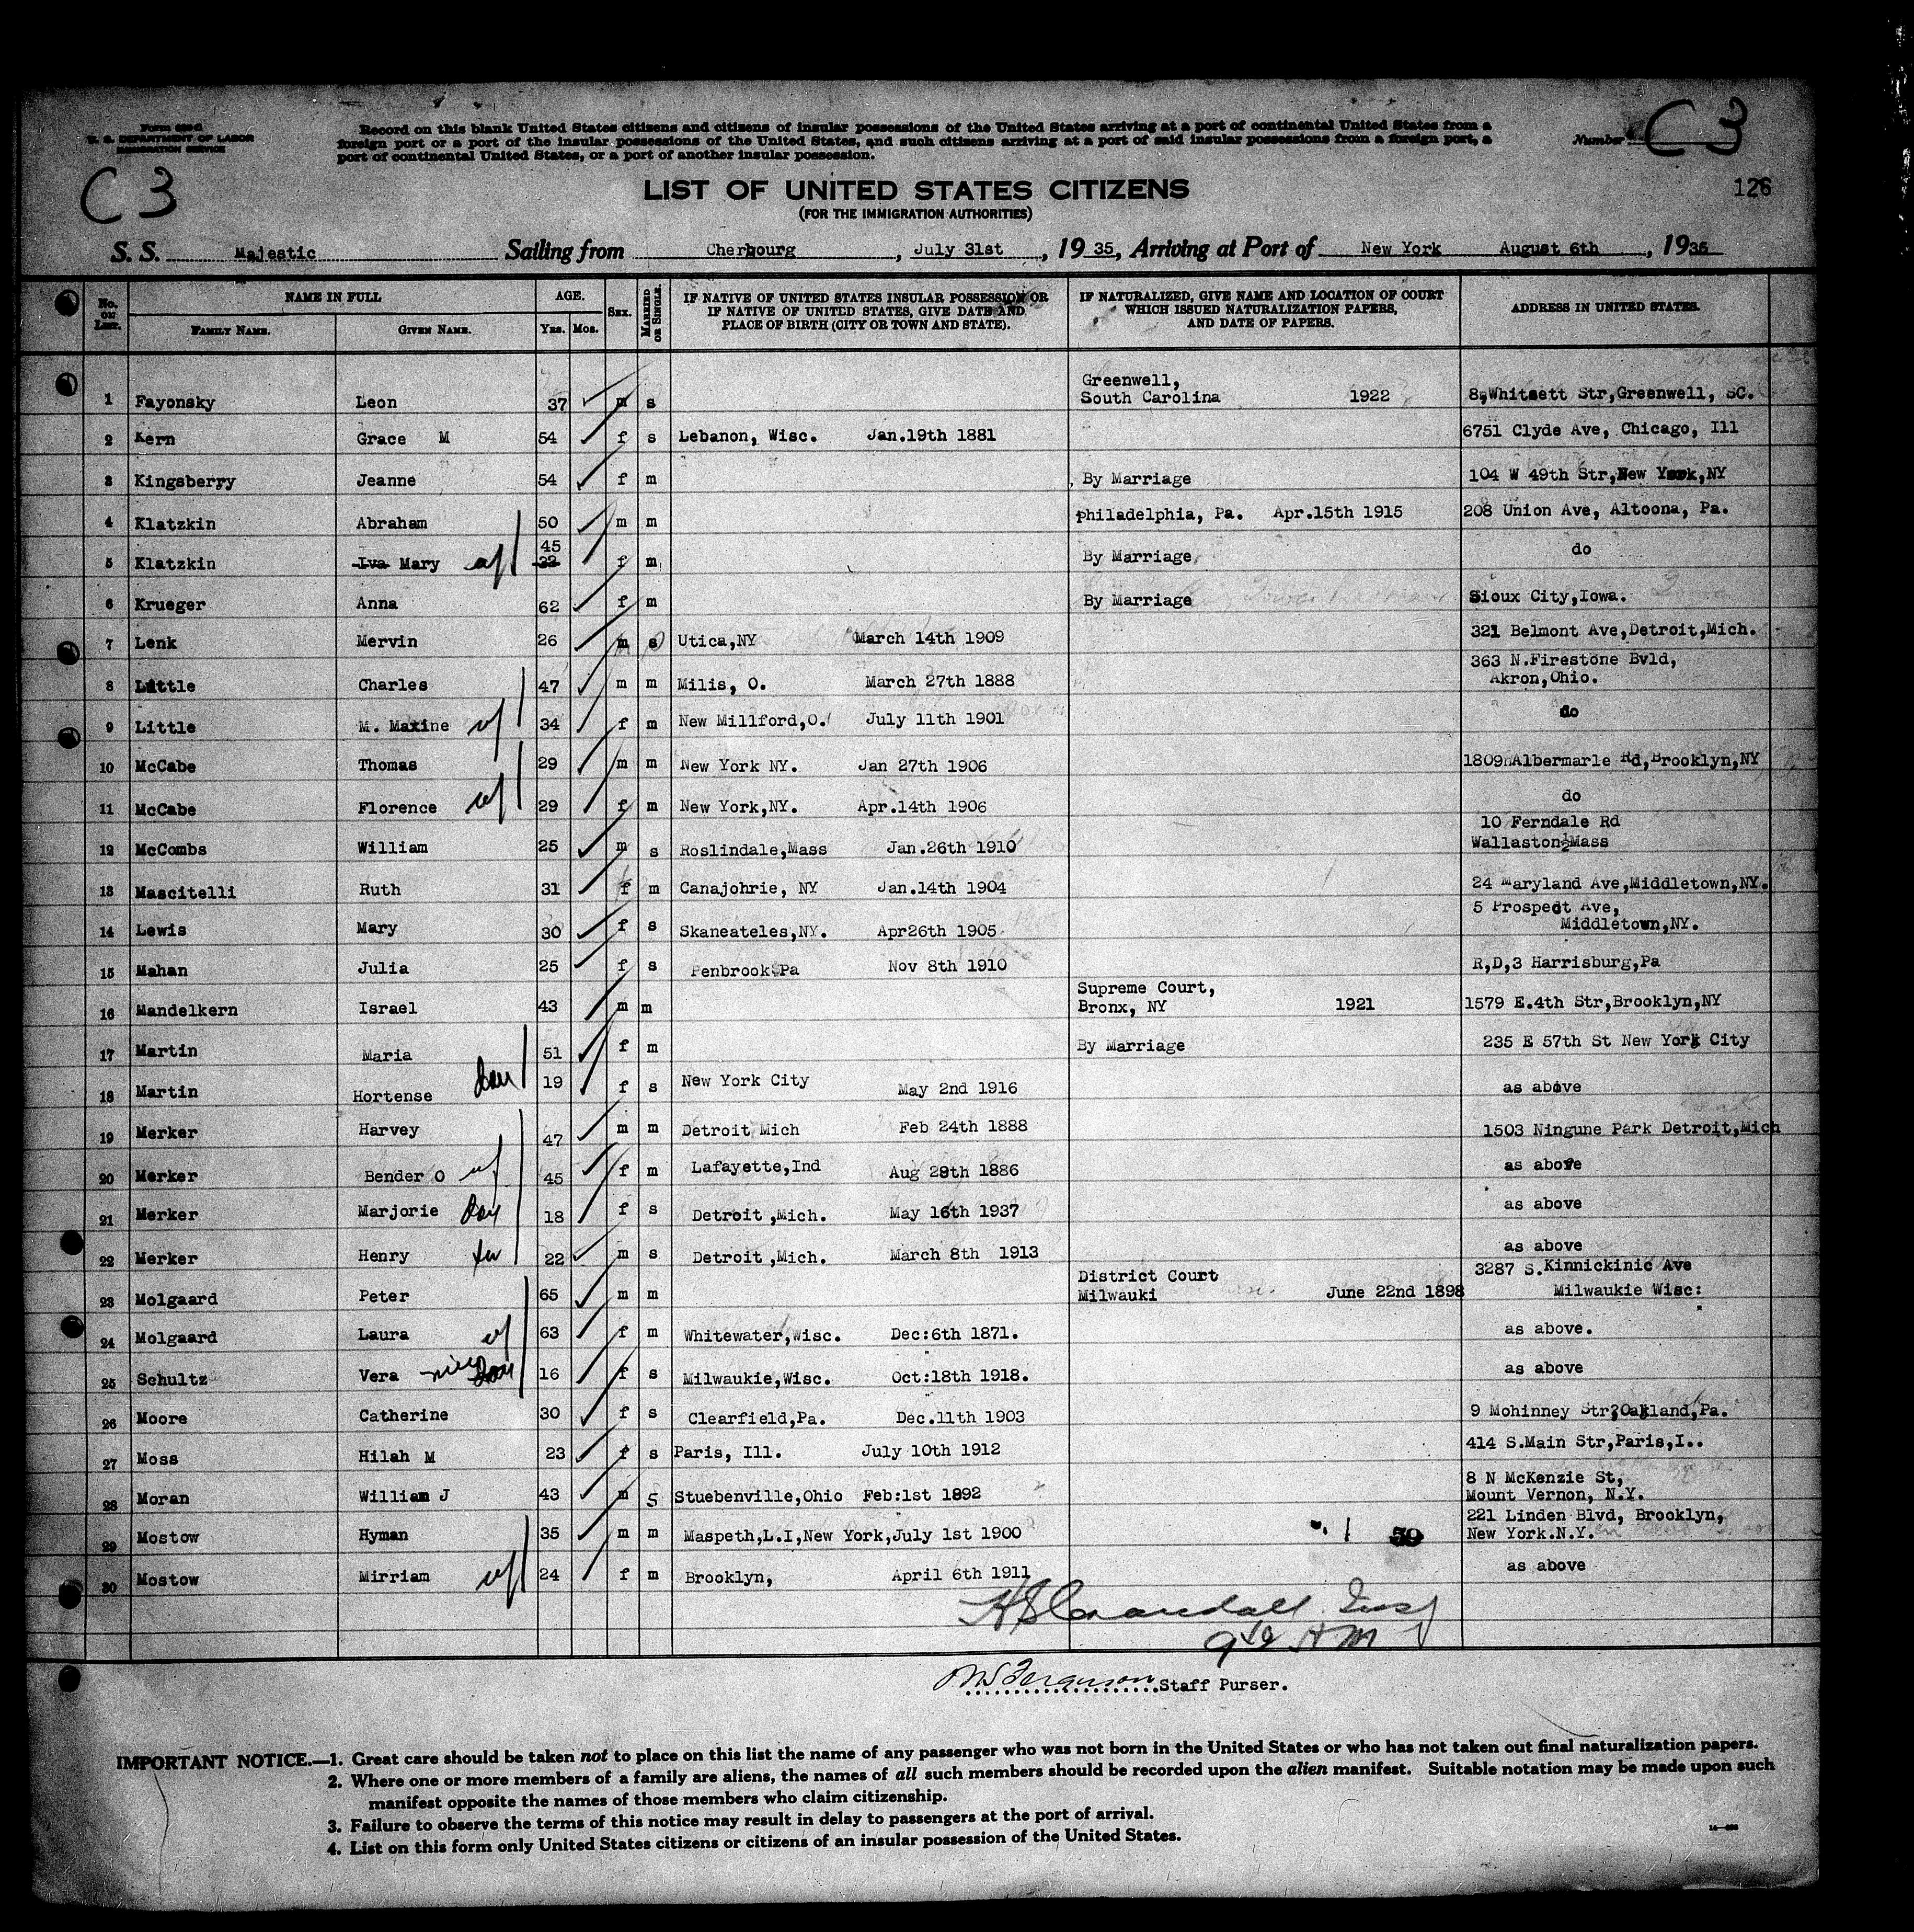 U. S. DEPARTMENT OF LABOR
IMMIGRATION SERVICE
Record on this blank United States citizens and citizens of insular possessions of the United States arriving at a port of continental United States from a
foreign port or a port of the insular possessions of the United States, and such citizens arriving at a port of said insular possessions from a foreign port, a
port of continental United States, or a port of another insular possession.
Number C 3
C 3
LIST OF UNITED STATES CITIZENS
(FOR THE IMMIGRATION AUTHORITIES)
126
S. S. Majestic Sailing from Cherbourg, July 31st, 19 35, Arriving at Port of New York August 6th, 19 35
No. ON LIST. NAME IN FULL FAMILY NAME. GIVEN NAME. AGE. YRS. MOS. SEX. MARRIED OR SINGLE. IF NATIVE OF UNITED STATES INSULAR POSSESSION OR IF NATIVE OF UNITED STATES, GIVE DATE AND PLACE OF BIRTH (CITY OR TOWN AND STATE). IF NATURALIZED, GIVE NAME AND LOCATION OF COURT WHICH ISSUED NATURALIZATION PAPERS, AND DATE OF PAPERS. ADDRESS IN UNITED STATES.
1 Fayonsky Leon 37 m s Greenwell, South Carolina 1922 8,Whitsett Str,Greenwell, SC.
2 Kern Grace M 54 f s Lebanon, Wisc. Jan.19th 1881 6751 Clyde Ave, Chicago, Ill
3 Kingsberry Jeanne 54 f m By Marriage 104 W 49th Str,New York,NY
4 Klatzkin Abraham 50 m m Philadelphia, Pa. Apr.15th 1915 208 Union Ave, Altoona, Pa.
5 Klatzkin Iva Mary wf 45 22 f m By Marriage do
6 Krueger Anna 62 f m By Marriage Sioux City,Iowa.
7 Lenk Mervin 26 m s Utica,NY March 14th 1909 321 Belmont Ave,Detroit,Mich.
8 Little Charles 47 m m Milis, O. March 27th 1888 363 N.Firestone Bvld, Akron,Ohio.
9 Little M. Maxine wf 34 f m New Millford,O. July 11th 1901 do
10 McCabe Thomas 29 m m New York NY. Jan 27th 1906 1809 Albermarle Rd,Brooklyn,NY
11 McCabe Florence wf 29 f m New York,NY. Apr.14th 1906 do
12 McCombs William 25 m s Roslindale,Mass Jan.26th 1910 10 Ferndale Rd Wallaston Mass
13 Mascitelli Ruth 31 f m Canajohrie, NY Jan.14th 1904 24 Maryland Ave,Middletown,NY.
14 Lewis Mary 30 f s Skaneateles,NY. Apr26th 1905 5 Prospect Ave, Middletown,NY.
15 Mahan Julia 25 f s Penbrook Pa Nov 8th 1910 R,D,3 Harrisburg,Pa
16 Mandelkern Israel 43 m m Supreme Court, Bronx, NY 1921 1579 E.4th Str,Brooklyn,NY
17 Martin Maria 51 f m By Marriage 235 E 57th St New York City
18 Martin Hortense dau 19 f s New York City May 2nd 1916 as above
19 Merker Harvey 47 m m Detroit Mich Feb 24th 1888 1503 Ningune Park Detroit,Mich
20 Merker Bender O wf 45 f m Lafayette,Ind Aug 29th 1886 as above
21 Merker Marjorie dau 18 f s Detroit ,Mich. May 16th 1937 as above
22 Merker Henry 22 m s Detroit ,Mich. March 8th 1913 as above
23 Molgaard Peter 65 m m District Court Milwauki June 22nd 1898 3287 S.Kinnickinic Ave Milwaukie Wisc:
24 Molgaard Laura wf 63 f m Whitewater,Wisc. Dec:6th 1871. as above.
25 Schultz Vera niece 16 f s Milwaukie,Wisc. Oct:18th 1918. as above
26 Moore Catherine 30 f s Clearfield,Pa. Dec.11th 1903 9 Mohinney Str,Oakland,Pa.
27 Moss Hilah M 23 f s Paris, Ill. July 10th 1912 414 S.Main Str,Paris,I..
28 Moran William J 43 m s Stuebenville,Ohio Feb:1st 1892 8 N McKenzie St, Mount Vernon, N.Y.
29 Mostow Hyman 35 m m Maspeth,L.I,New York,July 1st 1900 221 Linden Blvd, Brooklyn, New York.N.Y.
30 Mostow Mirriam wf 24 f m Brooklyn, April 6th 1911 as above
Staff Purser.
IMPORTANT NOTICE.—1. Great care should be taken not to place on this list the name of any passenger who was not born in the United States or who has not taken out final naturalization papers.
2. Where one or more members of a family are aliens, the names of all such members should be recorded upon the alien manifest. Suitable notation may be made upon such
manifest opposite the names of those members who claim citizenship.
3. Failure to observe the terms of this notice may result in delay to passengers at the port of arrival.
4. List on this form only United States citizens or citizens of an insular possession of the United States.